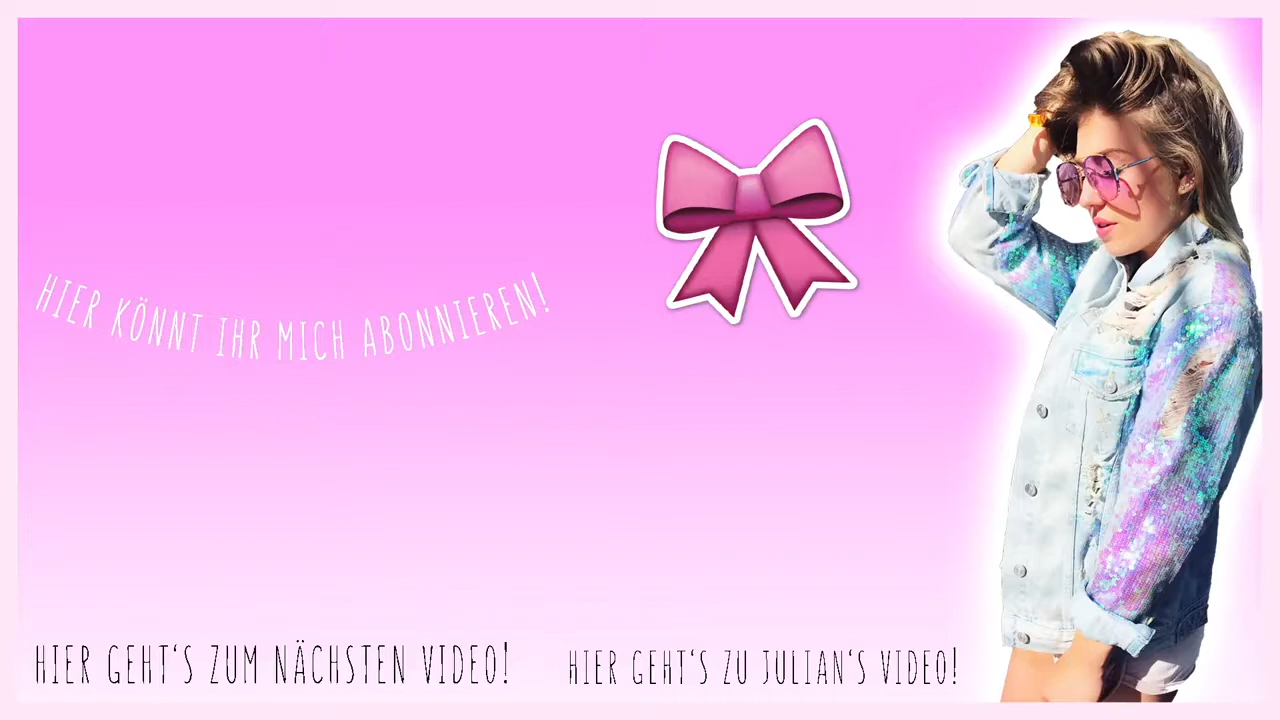 HIER KÖNNT IHR MICH ABONNIEREN!
HIER GEHT'S ZUM NÄCHSTEN VIDEO!
HIER GEHT'S ZU JULIAN'S VIDEO!